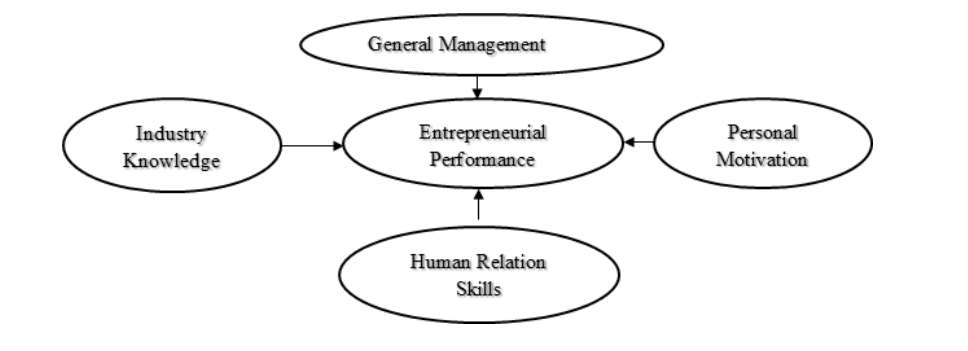 General Management
Industry
Knowledge
Entrepreneurial
Performance
Personal
Motivation
Human Relation
Skills